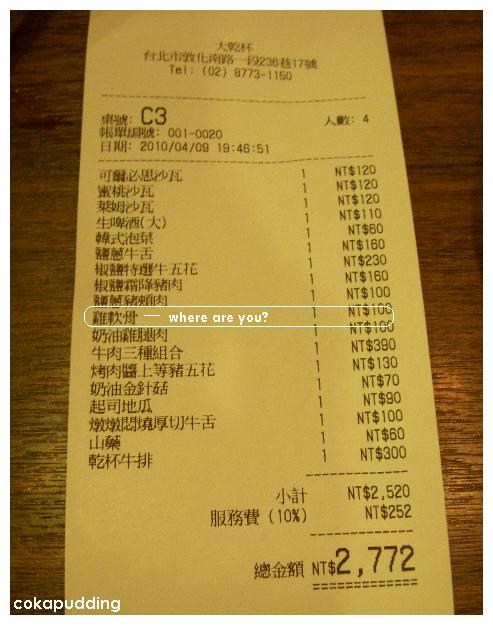 大乾杯
台北市敦化南路一段236巷17號
Tel: (02) 8773-1150
桌號: C3 人數: 4
帳單編號: 001-0020
日期: 2010/04/09 19:46:51
可爾必思沙瓦 1 NT$120
蜜桃沙瓦 1 NT$120
萊姆沙瓦 1 NT$120
生啤酒(大) 1 NT$110
韓式泡菜 1 NT$60
鹽蔥牛舌 1 NT$160
椒鹽特選牛五花 1 NT$230
椒鹽霜降豬肉 1 NT$160
鹽蔥豬頰肉 1 NT$100
雞軟骨 — where are you? 1 NT$100
奶油雞腿肉 1 NT$100
牛肉三種組合 1 NT$390
烤肉醬上等豬五花 1 NT$130
奶油金針菇 1 NT$70
起司地瓜 1 NT$90
燉燉悶燒厚切牛舌 1 NT$100
山藥 1 NT$60
乾杯牛排 1 NT$300
小計 NT$2,520
服務費 (10%) NT$252
總金額 NT$2,772
cokapudding